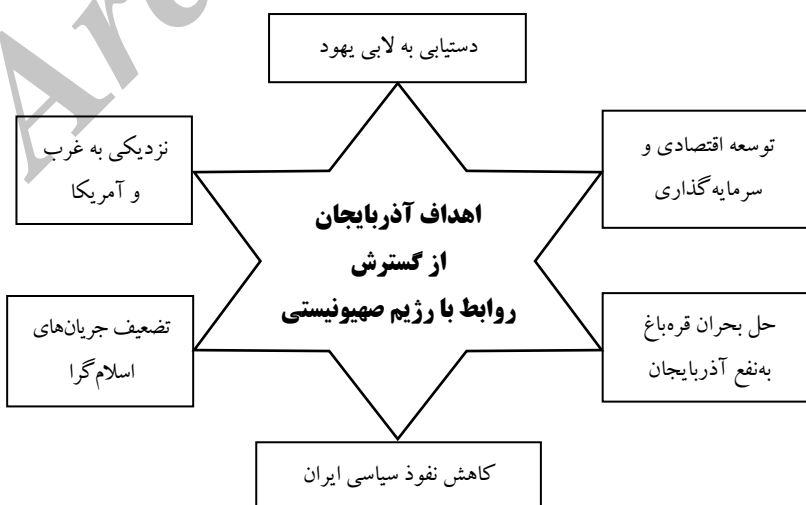 دستیابی به لابی یهود
توسعه اقتصادی و
سرمایه‌گذاری
نزدیکی به غرب
و آمریکا
اهداف آذربایجان
از گسترش
روابط با رژیم صهیونیستی
حل بحران قره‌باغ
به‌نفع آذربایجان
تضعیف جریان‌های
اسلام‌گرا
کاهش نفوذ سیاسی ایران